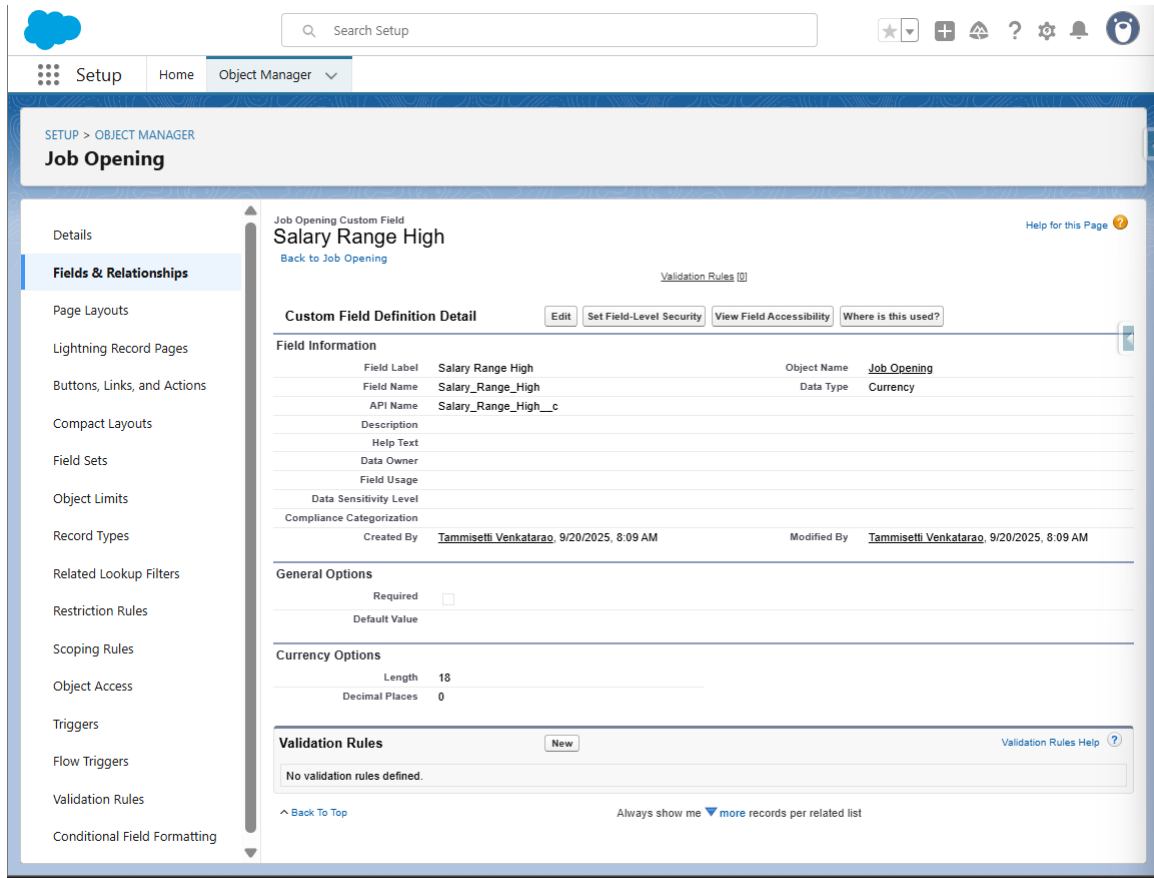 Search Setup
Setup Home Object Manager
SETUP > OBJECT MANAGER
Job Opening
Details
Fields & Relationships
Page Layouts
Lightning Record Pages
Buttons, Links, and Actions
Compact Layouts
Field Sets
Object Limits
Record Types
Related Lookup Filters
Restriction Rules
Scoping Rules
Object Access
Triggers
Flow Triggers
Validation Rules
Conditional Field Formatting
Job Opening Custom Field
Salary Range High
Help for this Page ?
Back to Job Opening
Validation Rules [0]
Custom Field Definition Detail Edit Set Field-Level Security View Field Accessibility Where is this used?
Field Information
Field Label Salary Range High Object Name Job Opening
Field Name Salary_Range_High Data Type Currency
API Name Salary_Range_High__c
Description
Help Text
Data Owner
Field Usage
Data Sensitivity Level
Compliance Categorization
Created By Tammisetti Venkatarao, 9/20/2025, 8:09 AM Modified By Tammisetti Venkatarao, 9/20/2025, 8:09 AM
General Options
Required
Default Value
Currency Options
Length 18
Decimal Places 0
Validation Rules New Validation Rules Help ?
No validation rules defined.
^ Back To Top Always show me more records per related list